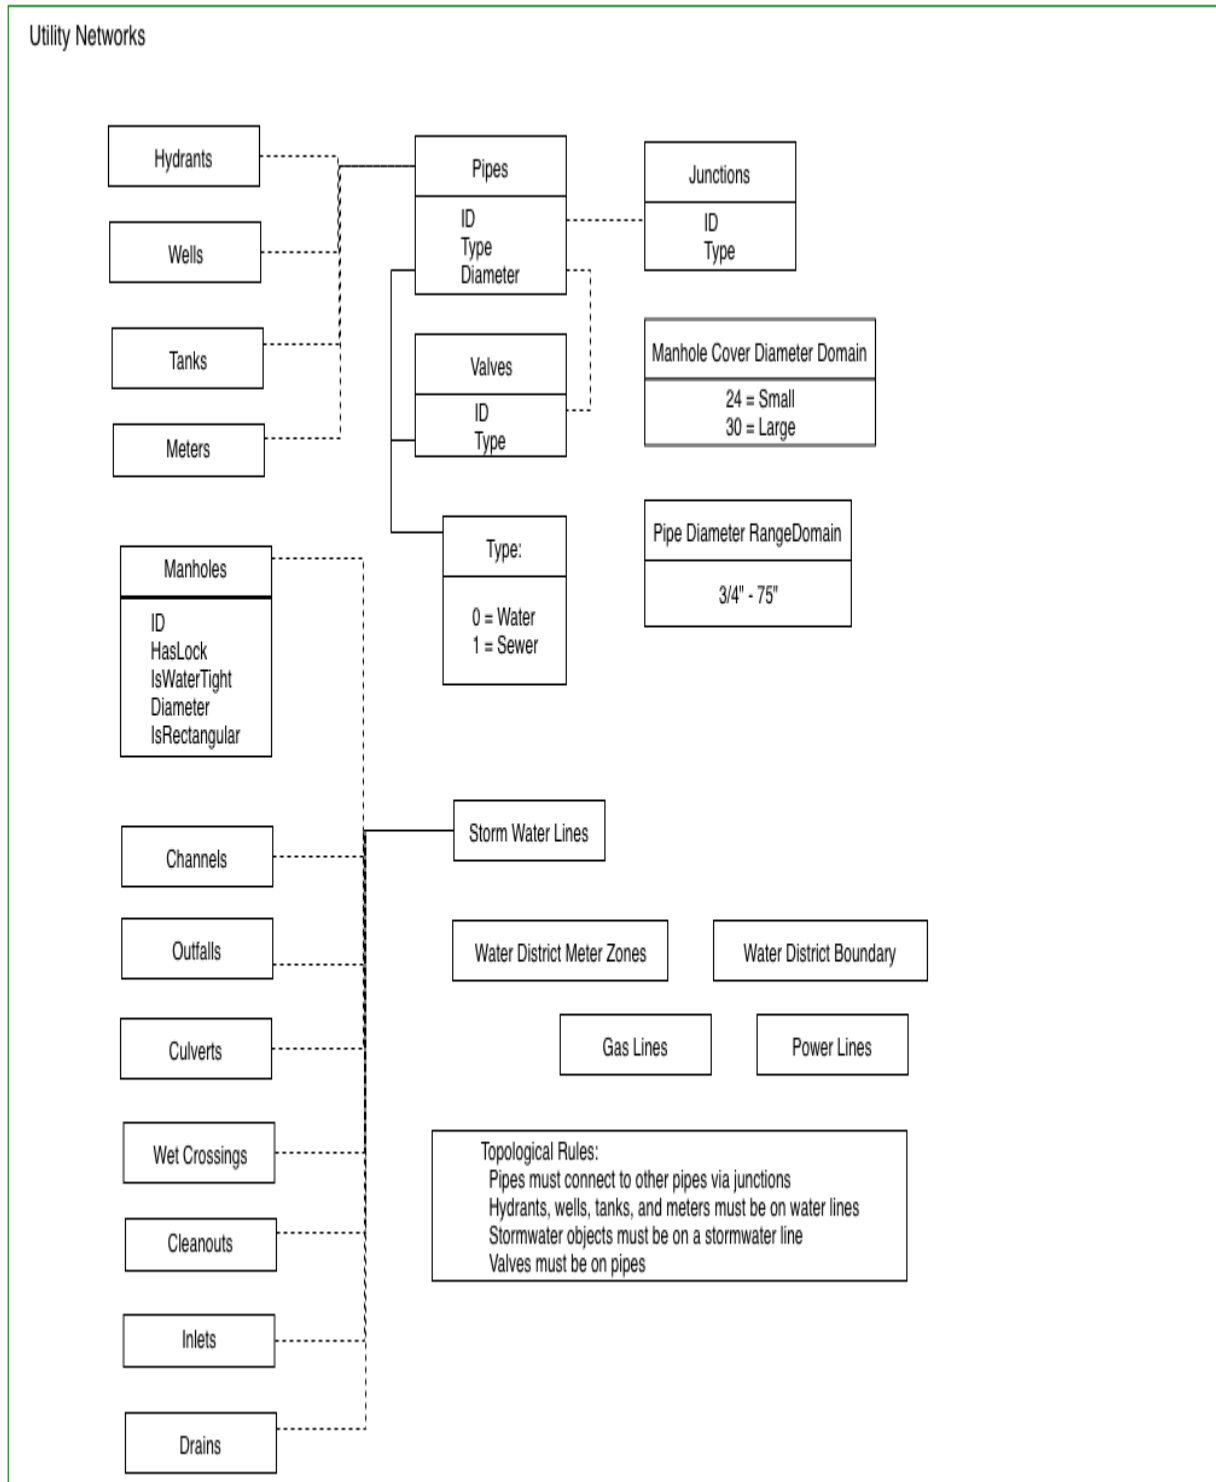 Utility Networks
Hydrants
Wells
Tanks
Meters
Pipes
ID
Type
Diameter
Junctions
ID
Type
Valves
ID
Type
Manhole Cover Diameter Domain
24 = Small
30 = Large
Type:
0 = Water
1 = Sewer
Pipe Diameter RangeDomain
3/4" - 75"
Manholes
ID
HasLock
IsWaterTight
Diameter
IsRectangular
Channels
Outfalls
Culverts
Wet Crossings
Cleanouts
Inlets
Drains
Storm Water Lines
Water District Meter Zones
Water District Boundary
Gas Lines
Power Lines
Topological Rules:
Pipes must connect to other pipes via junctions
Hydrants, wells, tanks, and meters must be on water lines
Stormwater objects must be on a stormwater line
Valves must be on pipes